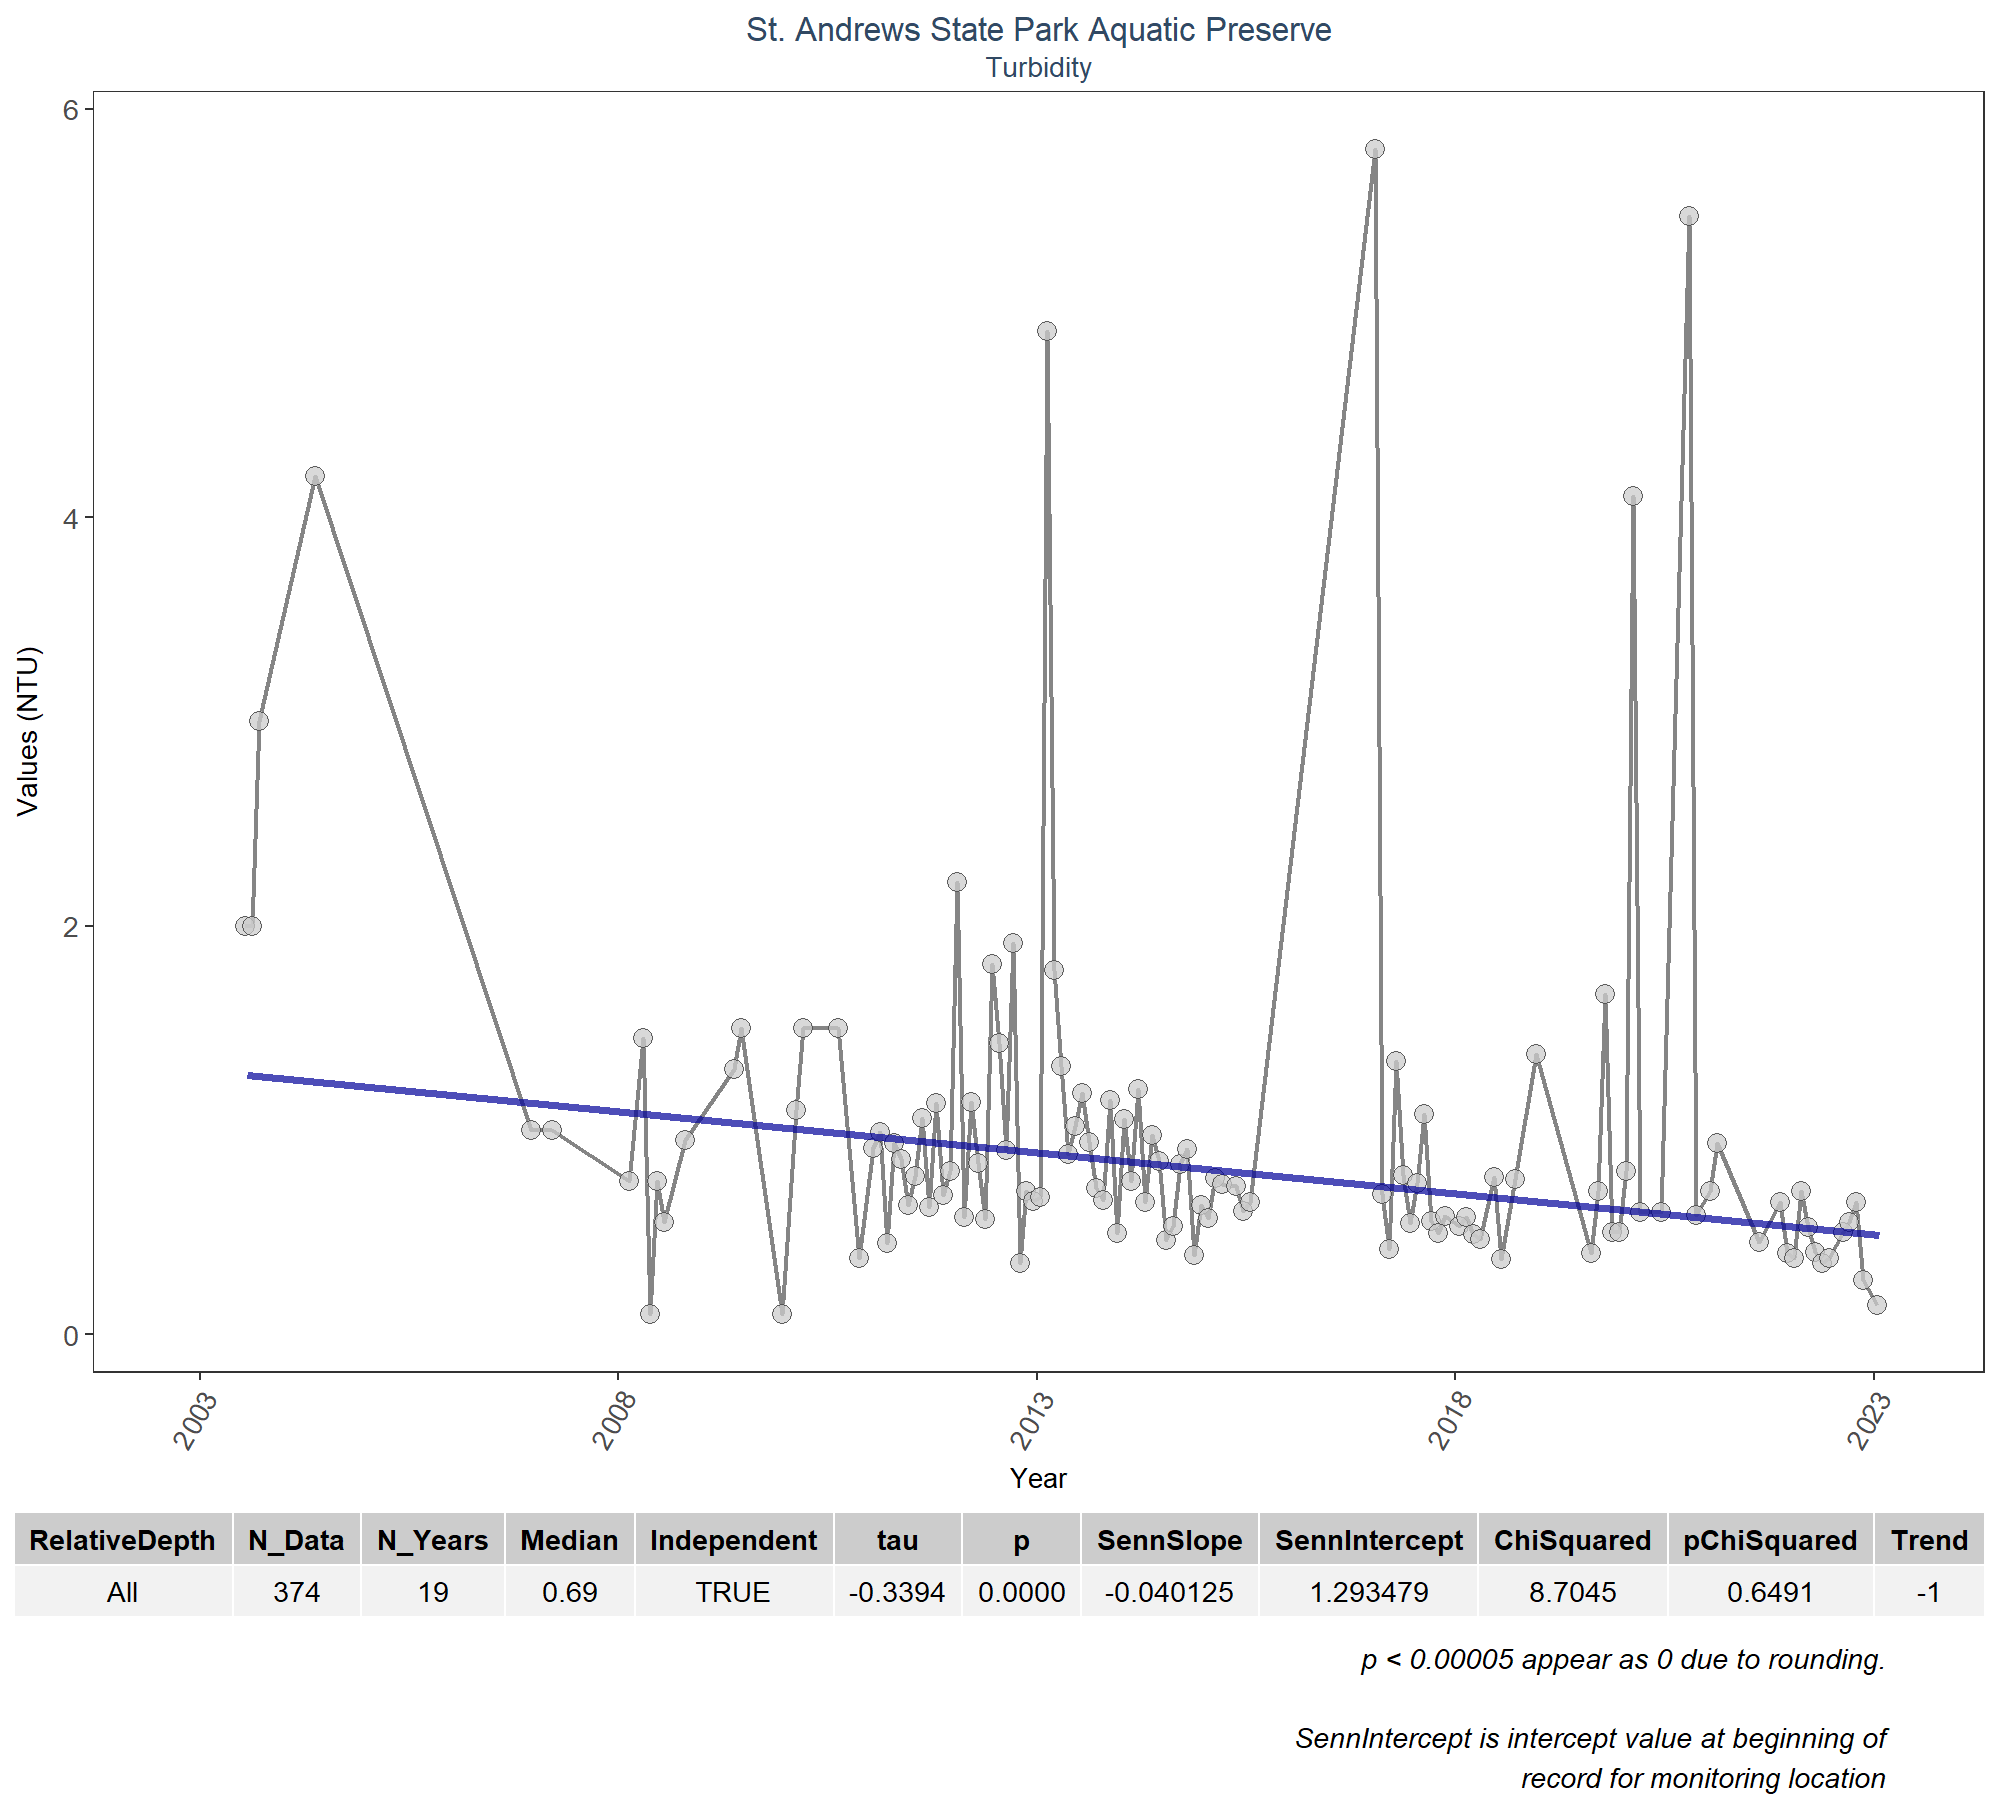 St. Andrews State Park Aquatic Preserve
Turbidity
6
4
2
0
Values (NTU)
2003 2008 2013 2018 2023
Year
RelativeDepth N_Data N_Years Median Independent tau p SennSlope SennIntercept ChiSquared pChiSquared Trend
All 374 19 0.69 TRUE -0.3394 0.0000 -0.040125 1.293479 8.7045 0.6491 -1
p < 0.00005 appear as 0 due to rounding.
SennIntercept is intercept value at beginning of
record for monitoring location